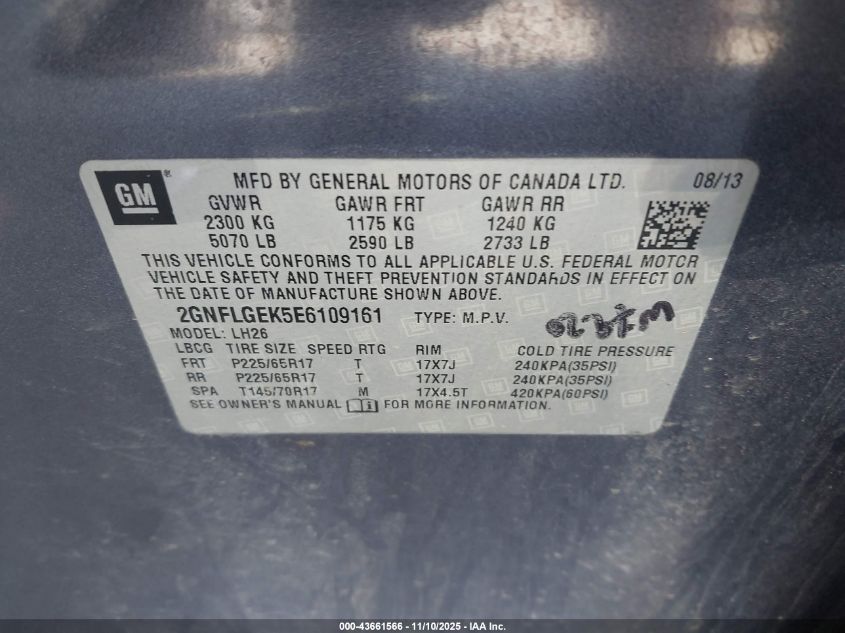 GM ®
MFD BY GENERAL MOTORS OF CANADA LTD. 08/13
GVWR GAWR FRT GAWR RR
2300 KG 1175 KG 1240 KG
5070 LB 2590 LB 2733 LB
THIS VEHICLE CONFORMS TO ALL APPLICABLE U.S. FEDERAL MOTOR
VEHICLE SAFETY AND THEFT PREVENTION STANDARDS IN EFFECT ON
THE DATE OF MANUFACTURE SHOWN ABOVE.
2GNFLGEK5E6109161 TYPE: M.P.V.
MODEL: LH26
LBCG TIRE SIZE SPEED RTG RIM COLD TIRE PRESSURE
FRT P225/65R17 T 17X7J 240KPA(35PSI)
RR P225/65R17 T 17X7J 240KPA(35PSI)
SPA T145/70R17 M 17X4.5T 420KPA(60PSI)
SEE OWNER'S MANUAL FOR MORE INFORMATION.
000-43661566 - 11/10/2025 - IAA Inc.